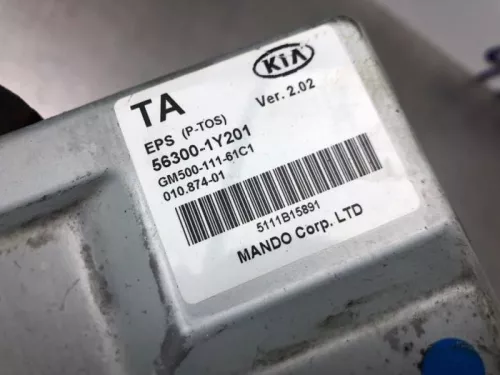 KIA
TA
Ver. 2.02
EPS (P-TOS)
56300-1Y201
GM500-111-61C1
010.874-01
5111B15891
MANDO Corp. LTD